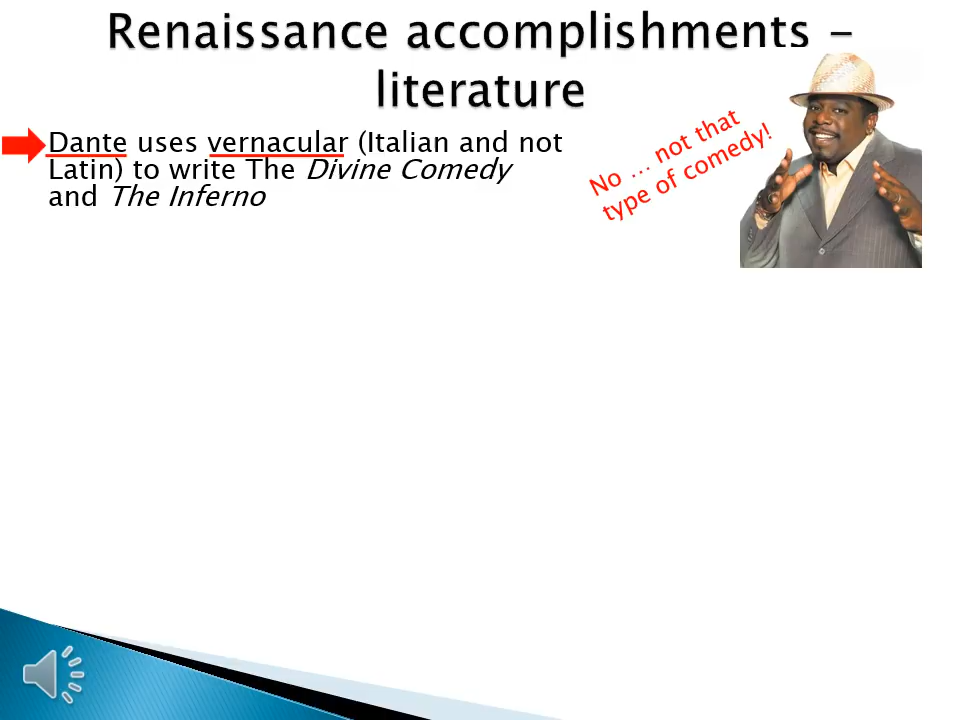 Renaissance accomplishments –
literature
Dante uses vernacular (Italian and not
Latin) to write The Divine Comedy
and The Inferno
No … not that
type of comedy!